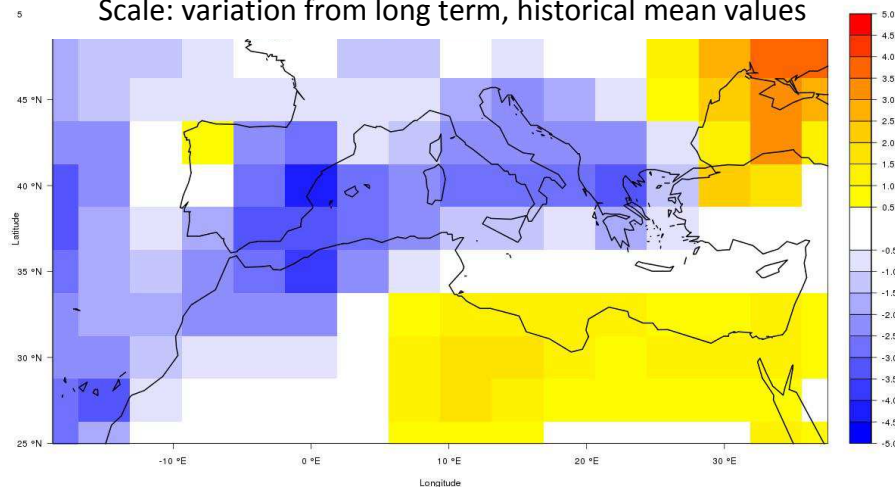 Scale: variation from long term, historical mean values
5
5.0
4.5
4.0
3.5
3.0
2.5
2.0
1.5
1.0
0.5
-0.5
-1.0
-1.5
-2.0
-2.5
-3.0
-3.5
-4.0
-4.5
-5.0
45 °N
40 °N
35 °N
30 °N
25 °N
Latitude
-10 °E
0 °E
10 °E
20 °E
30 °E
Longitude